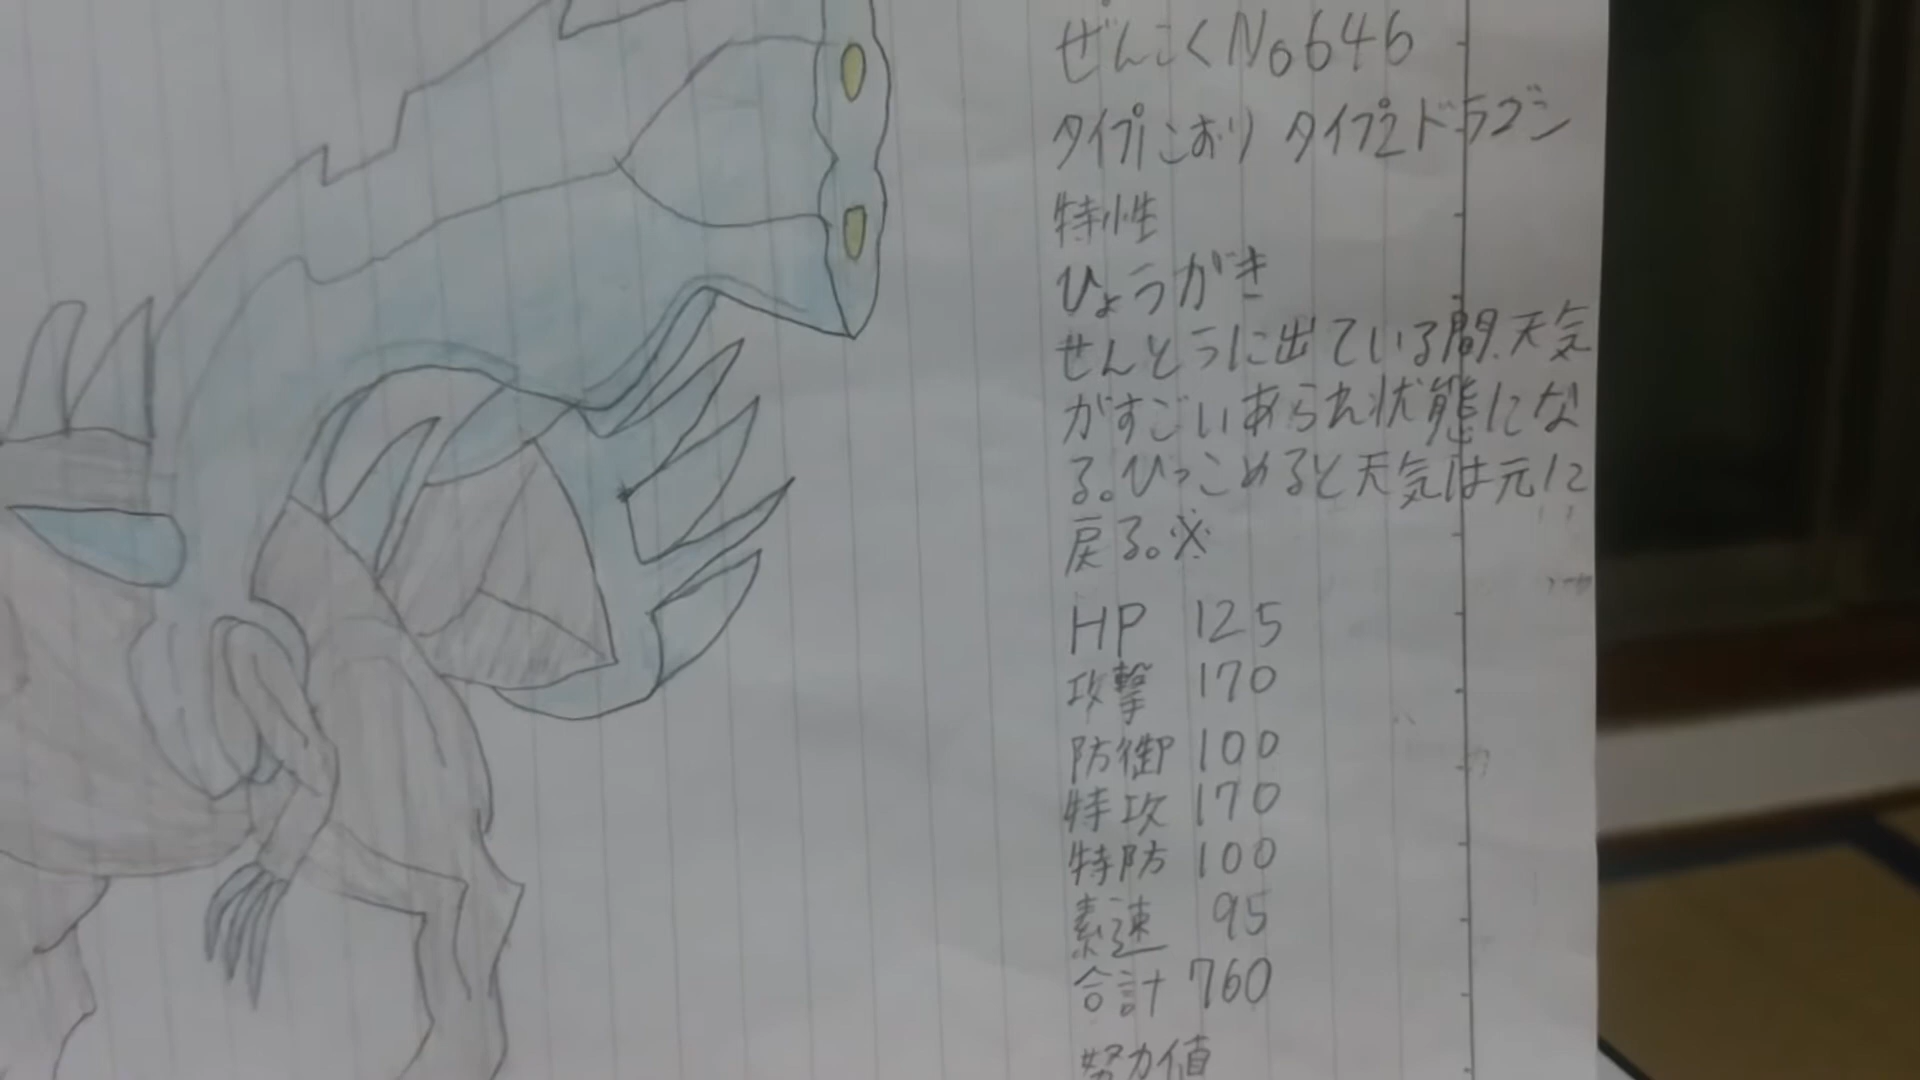 ぜんこくNo646
タイプ1こおり タイプ2ドラゴン
特性
ひょうがき
せんとうに出ている間、天気
がすごいあられ状態にな
る。ひっこめると天気は元に
戻る。※
HP 125
攻撃 170
防御 100
特攻 170
特防 100
素速 95
合計 760
努力値